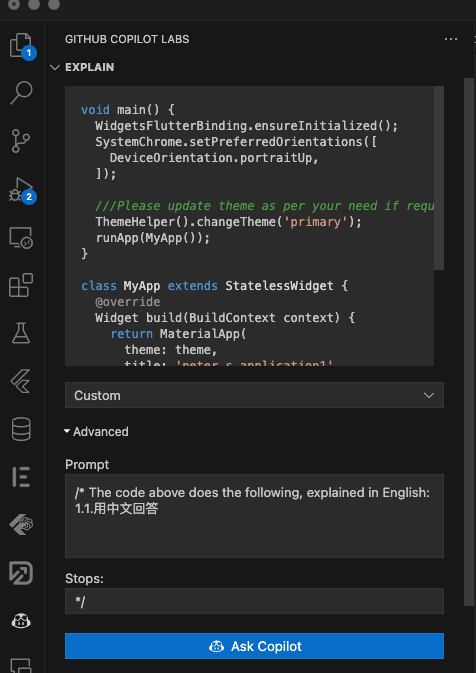 GITHUB COPILOT LABS
1
EXPLAIN
void main() {
WidgetsFlutterBinding.ensureInitialized();
SystemChrome.setPreferredOrientations([
DeviceOrientation.portraitUp,
]);
2
///Please update theme as per your need if requ
ThemeHelper().changeTheme('primary');
runApp(MyApp());
}
class MyApp extends StatelessWidget {
@override
Widget build(BuildContext context) {
return MaterialApp(
theme: theme,
title: 'peter_s_application1'
Custom
Advanced
Prompt
/* The code above does the following, explained in English:
1.1.用中文回答
Stops:
*/
Ask Copilot